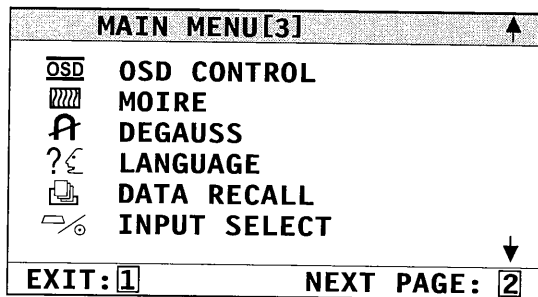 MAIN MENU[3]
OSD OSD CONTROL
MOIRE
DEGAUSS
? LANGUAGE
DATA RECALL
INPUT SELECT
EXIT:1 NEXT PAGE: 2